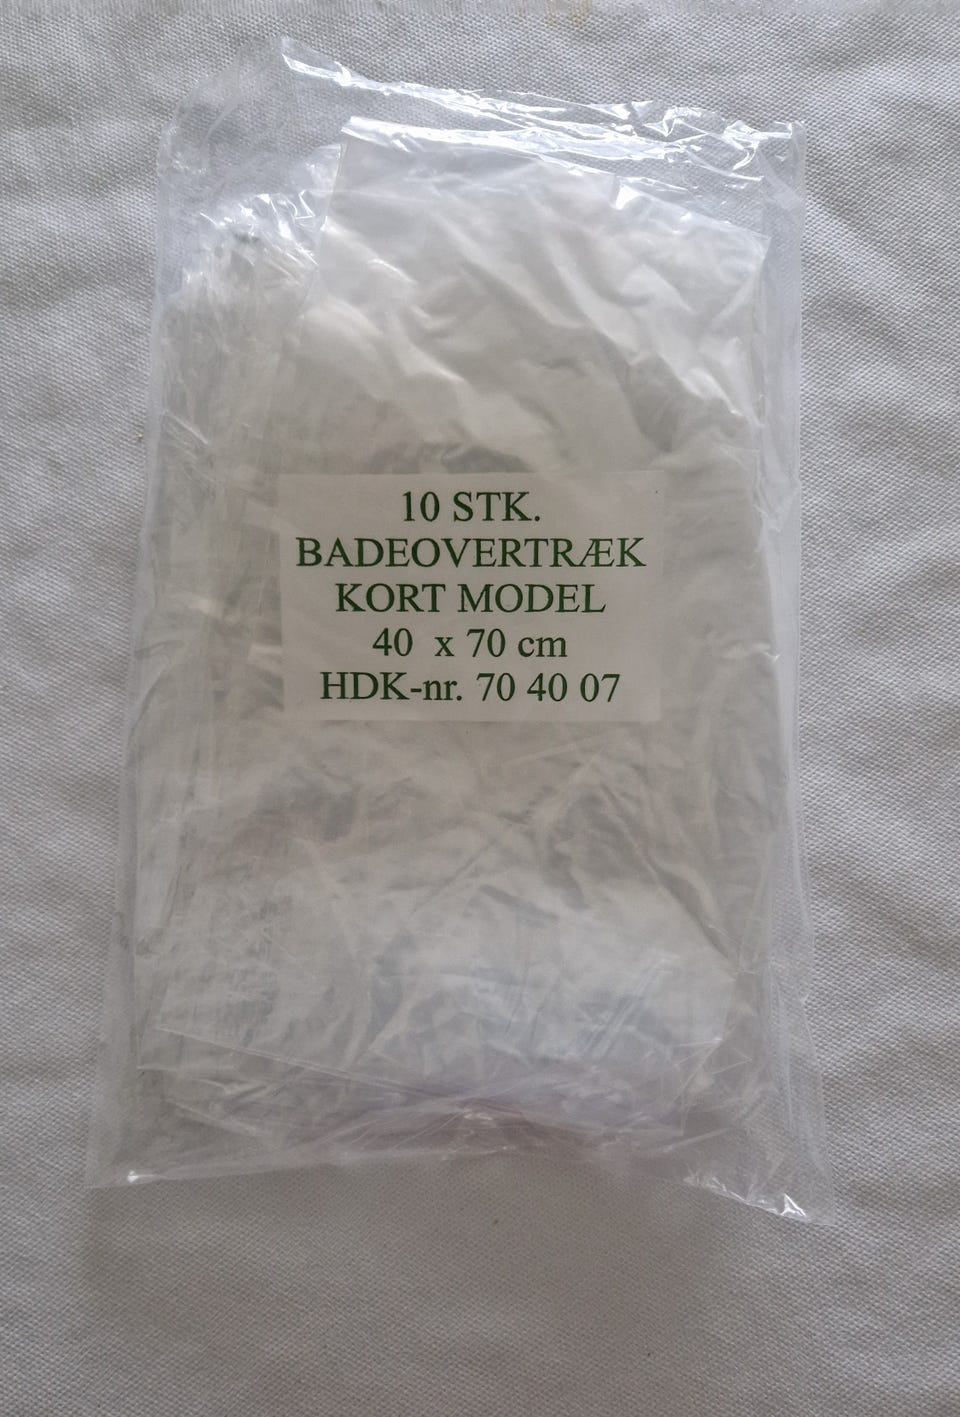 10 STK.
BADEOVERTRÆK
KORT MODEL
40 x 70 cm
HDK-nr. 70 40 07